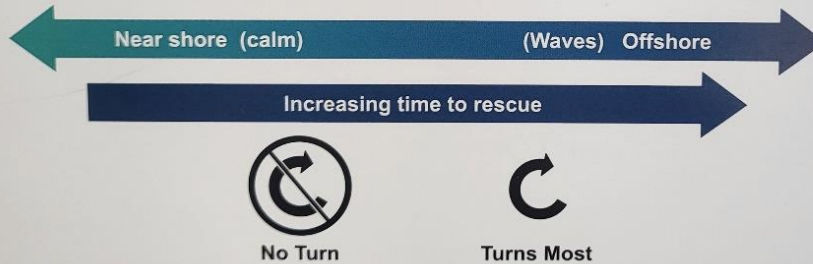 Near shore (calm) (Waves) Offshore
Increasing time to rescue
No Turn Turns Most